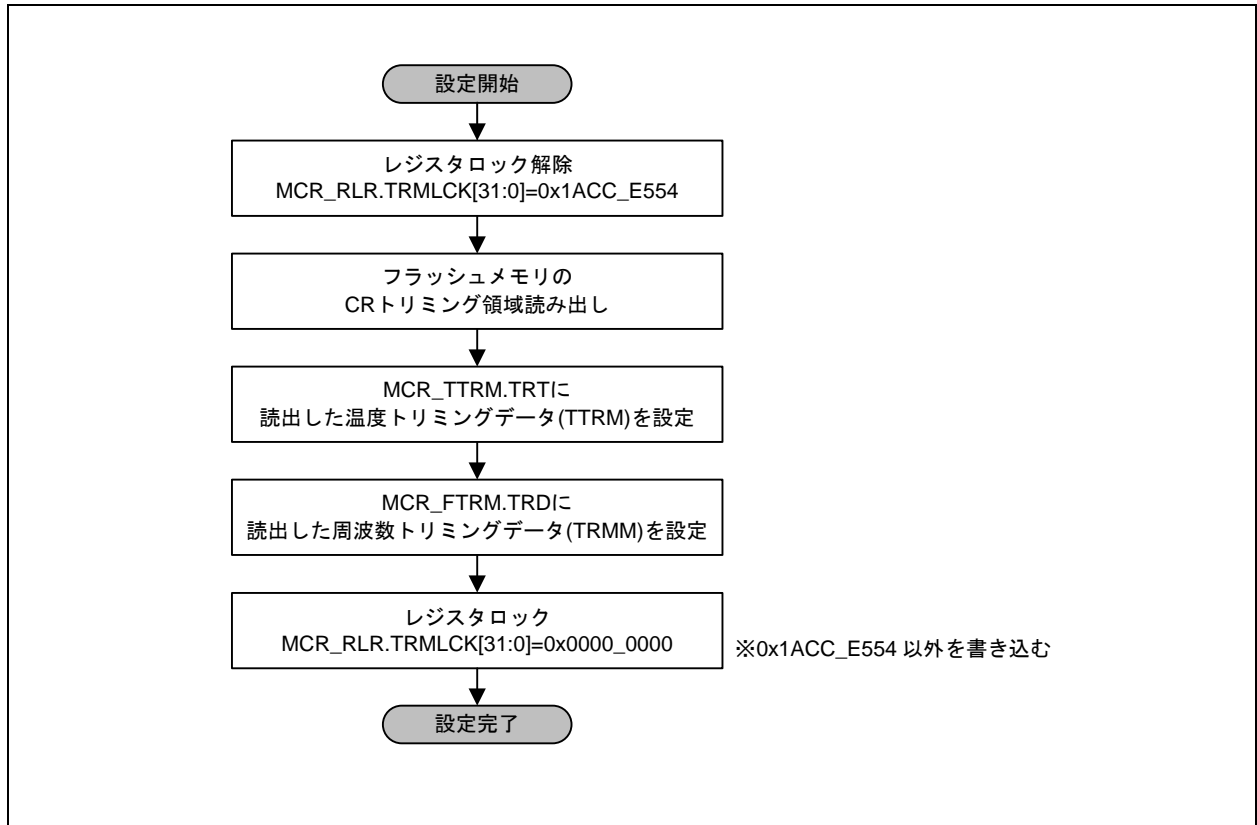 設定開始
レジスタロック解除
MCR_RLR.TRMLCK[31:0]=0x1ACC_E554
フラッシュメモリの
CRトリミング領域読み出し
MCR_TTRM.TRTに
読出した温度トリミングデータ(TTRM)を設定
MCR_FTRM.TRDに
読出した周波数トリミングデータ(TRMM)を設定
レジスタロック
MCR_RLR.TRMLCK[31:0]=0x0000_0000
※0x1ACC_E554 以外を書き込む
設定完了